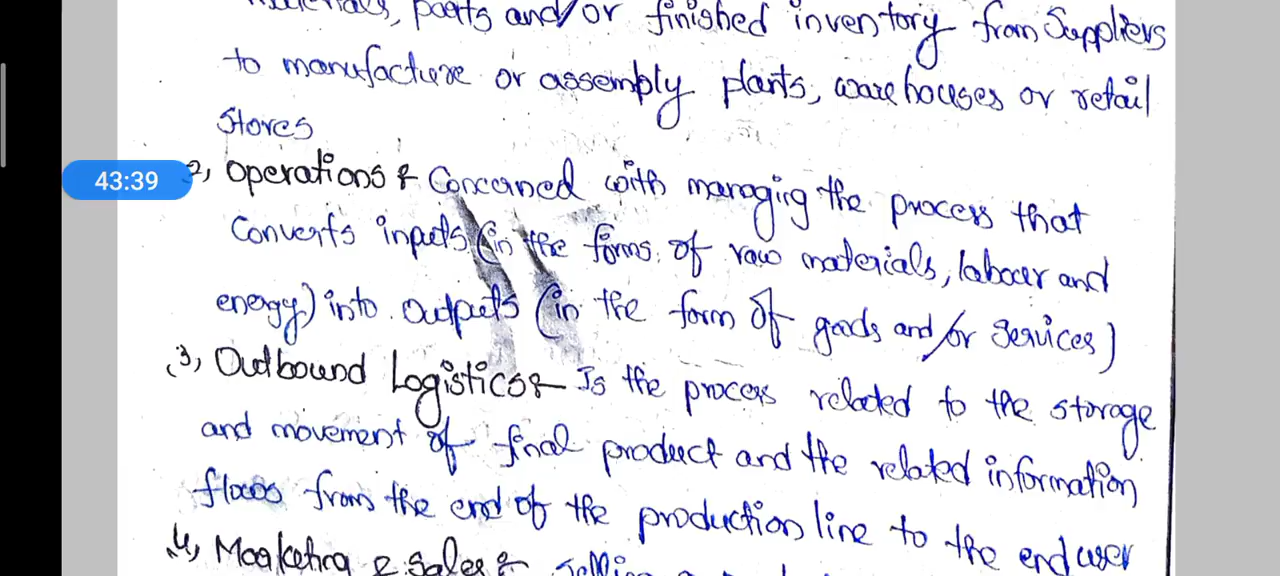 materials, parts and/or finished inventory from Suppliers
to manufacture or assembly plants, warehouses or retail
Stores
43:39
2, Operations :- Concerned with managing the process that
Converts inputs (in the forms of raw materials, labour and
energy) into outputs (in the form of goods and/or services)
3, Outbound Logistics :- Is the process related to the storage
and movement of final product and the related information
flows from the end of the production line to the end user
4, Marketing & Sales :- Selling